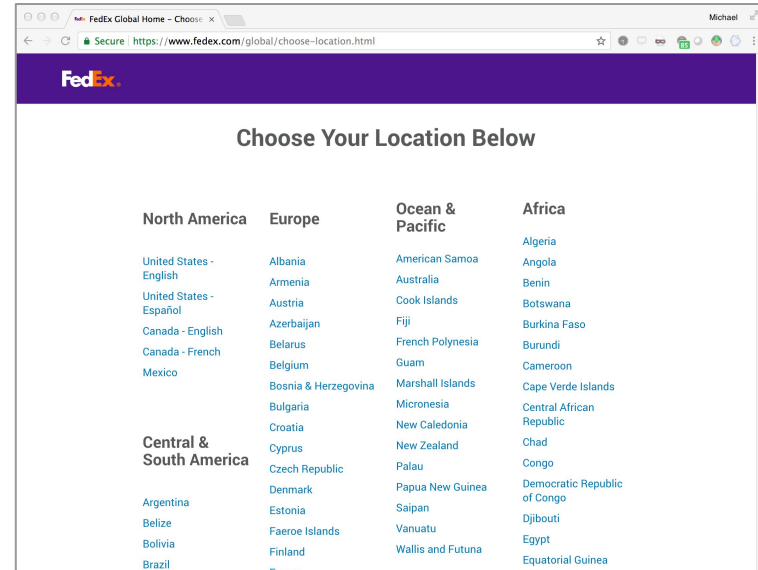 FedEx FedEx Global Home – Choose ×
Michael
Secure https://www.fedex.com/global/choose-location.html
85
FedEx.
Choose Your Location Below
North America
United States -
English
United States -
Español
Canada - English
Canada - French
Mexico
Central &
South America
Argentina
Belize
Bolivia
Brazil
Europe
Albania
Armenia
Austria
Azerbaijan
Belarus
Belgium
Bosnia & Herzegovina
Bulgaria
Croatia
Cyprus
Czech Republic
Denmark
Estonia
Faeroe Islands
Finland
Ocean &
Pacific
American Samoa
Australia
Cook Islands
Fiji
French Polynesia
Guam
Marshall Islands
Micronesia
New Caledonia
New Zealand
Palau
Papua New Guinea
Saipan
Vanuatu
Wallis and Futuna
Africa
Algeria
Angola
Benin
Botswana
Burkina Faso
Burundi
Cameroon
Cape Verde Islands
Central African
Republic
Chad
Congo
Democratic Republic
of Congo
Djibouti
Egypt
Equatorial Guinea